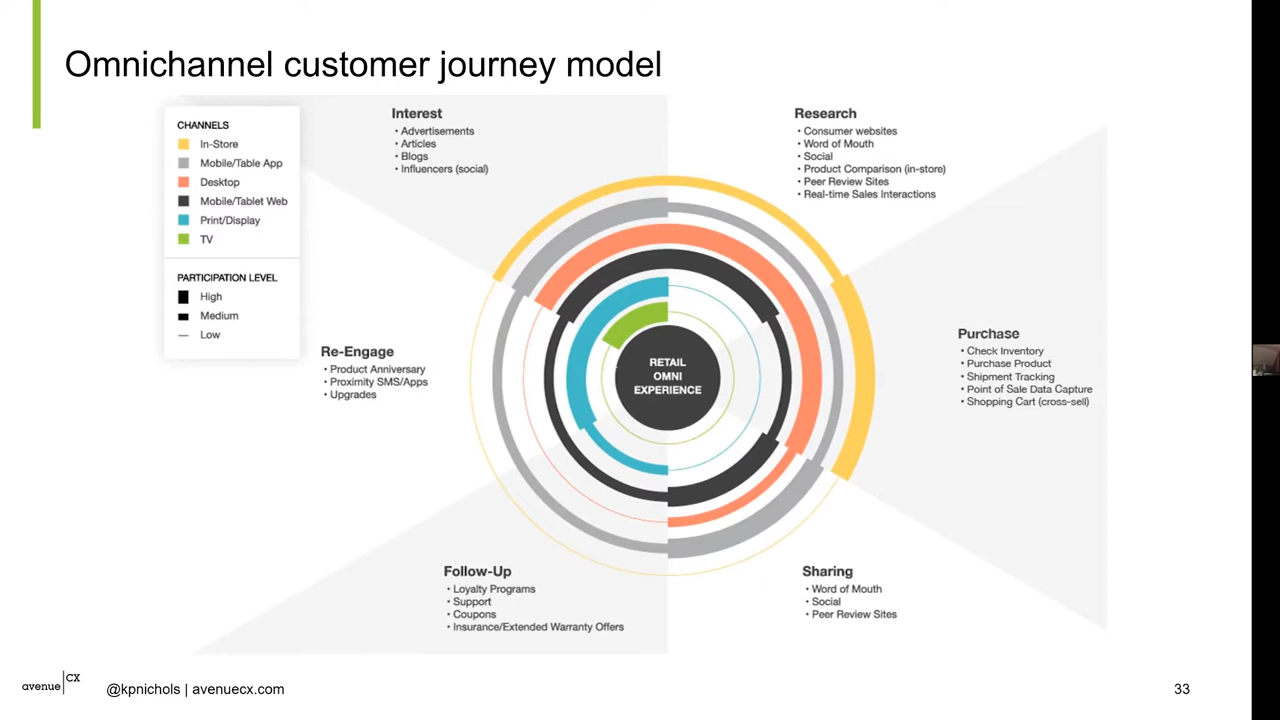 Omnichannel customer journey model
CHANNELS
In-Store
Mobile/Table App
Desktop
Mobile/Tablet Web
Print/Display
TV
PARTICIPATION LEVEL
High
Medium
Low
Interest
• Advertisements
• Articles
• Blogs
• Influencers (social)
Research
• Consumer websites
• Word of Mouth
• Social
• Product Comparison (in-store)
• Peer Review Sites
• Real-time Sales Interactions
Re-Engage
• Product Anniversary
• Proximity SMS/Apps
• Upgrades
RETAIL
OMNI
EXPERIENCE
Purchase
• Check Inventory
• Purchase Product
• Shipment Tracking
• Point of Sale Data Capture
• Shopping Cart (cross-sell)
Follow-Up
• Loyalty Programs
• Support
• Coupons
• Insurance/Extended Warranty Offers
Sharing
• Word of Mouth
• Social
• Peer Review Sites
avenue|CX
@kpnichols | avenuecx.com
33